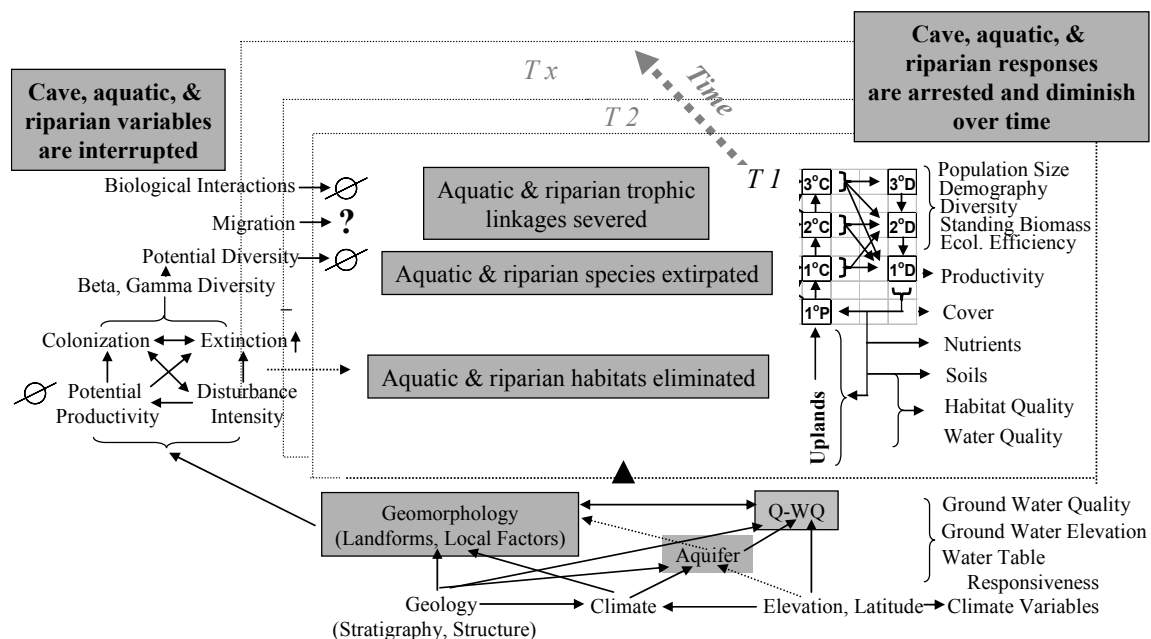 Cave, aquatic, &
riparian responses
are arrested and diminish
over time
Cave, aquatic, &
riparian variables
are interrupted
T x
Time
T 2
T 1
Biological Interactions
Migration
?
Potential Diversity
Beta, Gamma Diversity
Colonization
Extinction
Potential
Productivity
Disturbance
Intensity
Aquatic & riparian trophic
linkages severed
Aquatic & riparian species extirpated
Aquatic & riparian habitats eliminated
3°C
3°D
2°C
2°D
1°C
1°D
1°P
Uplands
Population Size
Demography
Diversity
Standing Biomass
Ecol. Efficiency
Productivity
Cover
Nutrients
Soils
Habitat Quality
Water Quality
Geomorphology
(Landforms, Local Factors)
Q-WQ
Aquifer
Geology
(Stratigraphy, Structure)
Climate
Elevation, Latitude
Ground Water Quality
Ground Water Elevation
Water Table
Responsiveness
Climate Variables